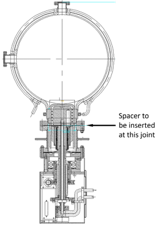 Spacer to
be inserted
at this joint